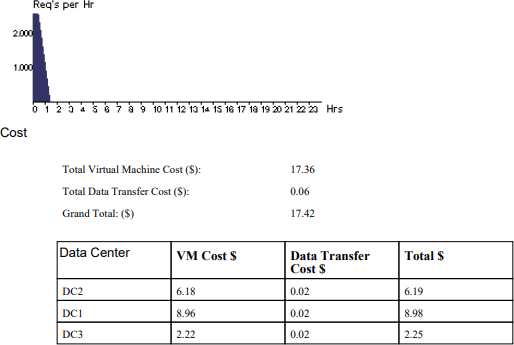 Req's per Hr
2.000
1.000
0 1 2 3 4 5 6 7 8 9 10 11 12 13 14 15 16 17 18 19 20 21 22 23 Hrs
Cost
Total Virtual Machine Cost ($): 17.36
Total Data Transfer Cost ($): 0.06
Grand Total: ($) 17.42
Data Center VM Cost $ Data Transfer Cost $ Total $
DC2 6.18 0.02 6.19
DC1 8.96 0.02 8.98
DC3 2.22 0.02 2.25